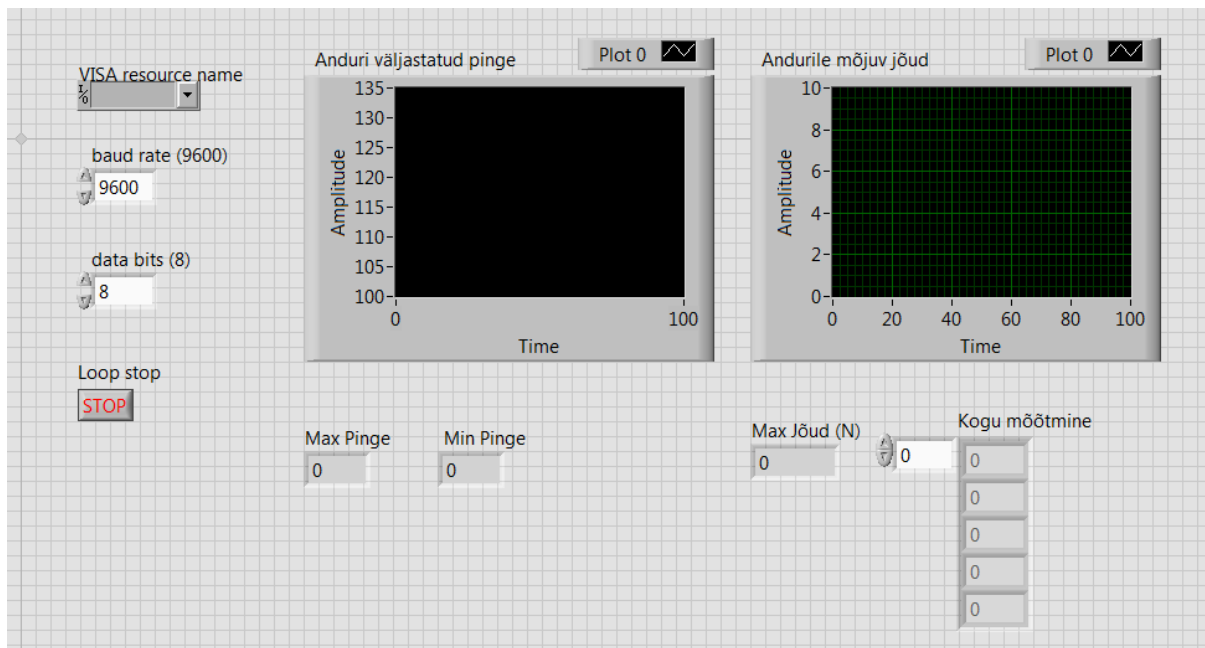 VISA resource name
I/O
baud rate (9600)
9600
data bits (8)
8
Loop stop
STOP
Anduri väljastatud pinge
Plot 0
Amplitude
135
130
125
120
115
110
105
100
0
100
Time
Max Pinge
0
Min Pinge
0
Andurile mõjuv jõud
Plot 0
Amplitude
10
8
6
4
2
0
0
20
40
60
80
100
Time
Max Jõud (N)
0
0
Kogu mõõtmine
0
0
0
0
0